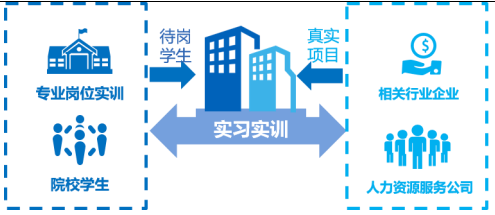 专业岗位实训
院校学生
待岗
学生
真实
项目
实习实训
$
相关行业企业
人力资源服务公司